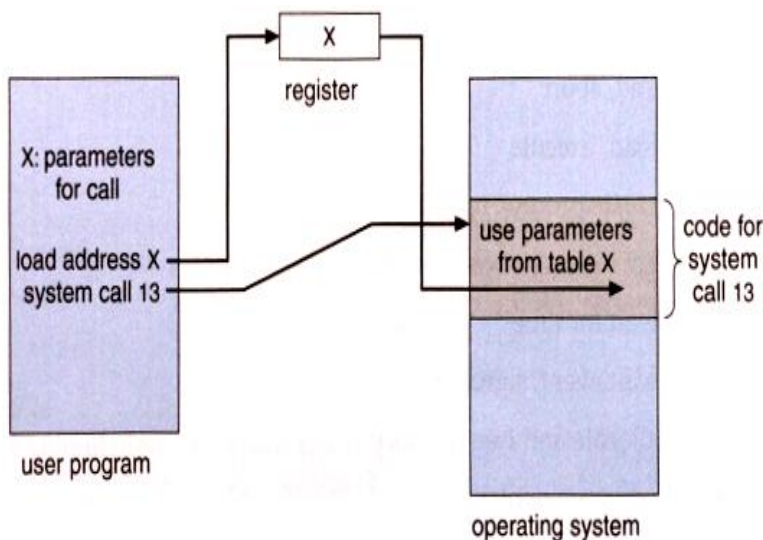 X
register
X: parameters
for call
load address X
system call 13
use parameters
from table X
code for
system
call 13
user program
operating system